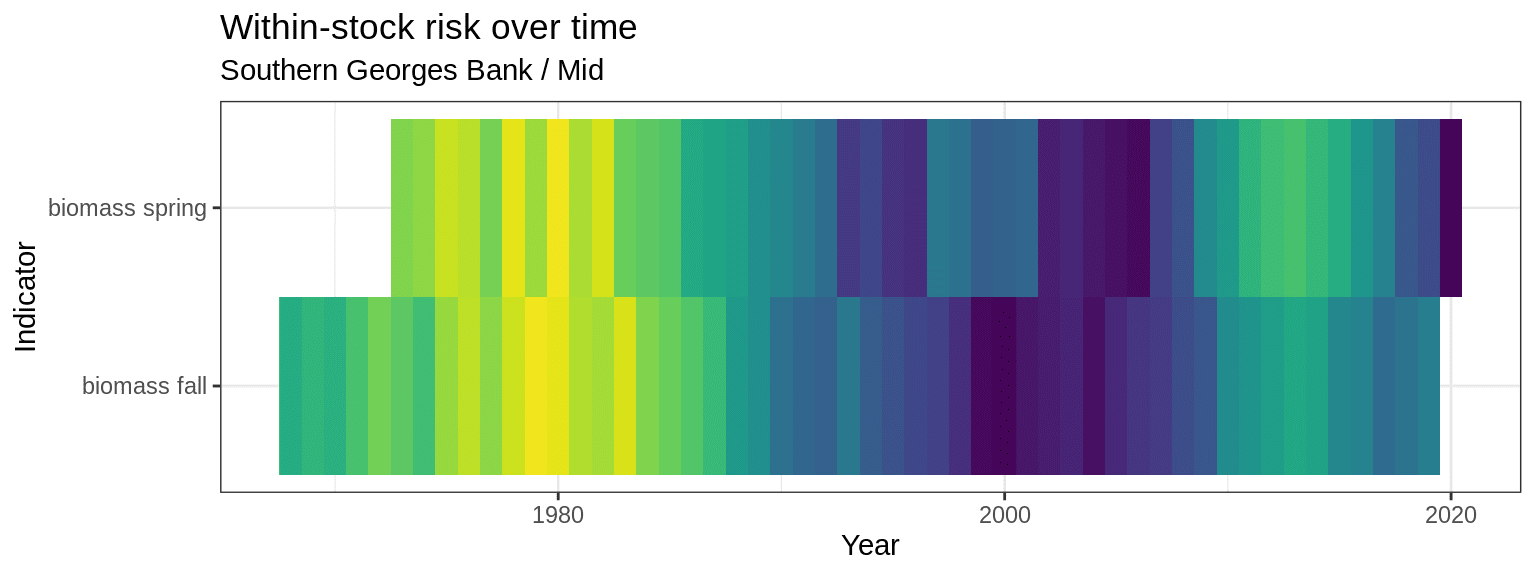 Within-stock risk over time
Southern Georges Bank / Mid
Indicator
biomass spring
biomass fall
1980
2000
2020
Year